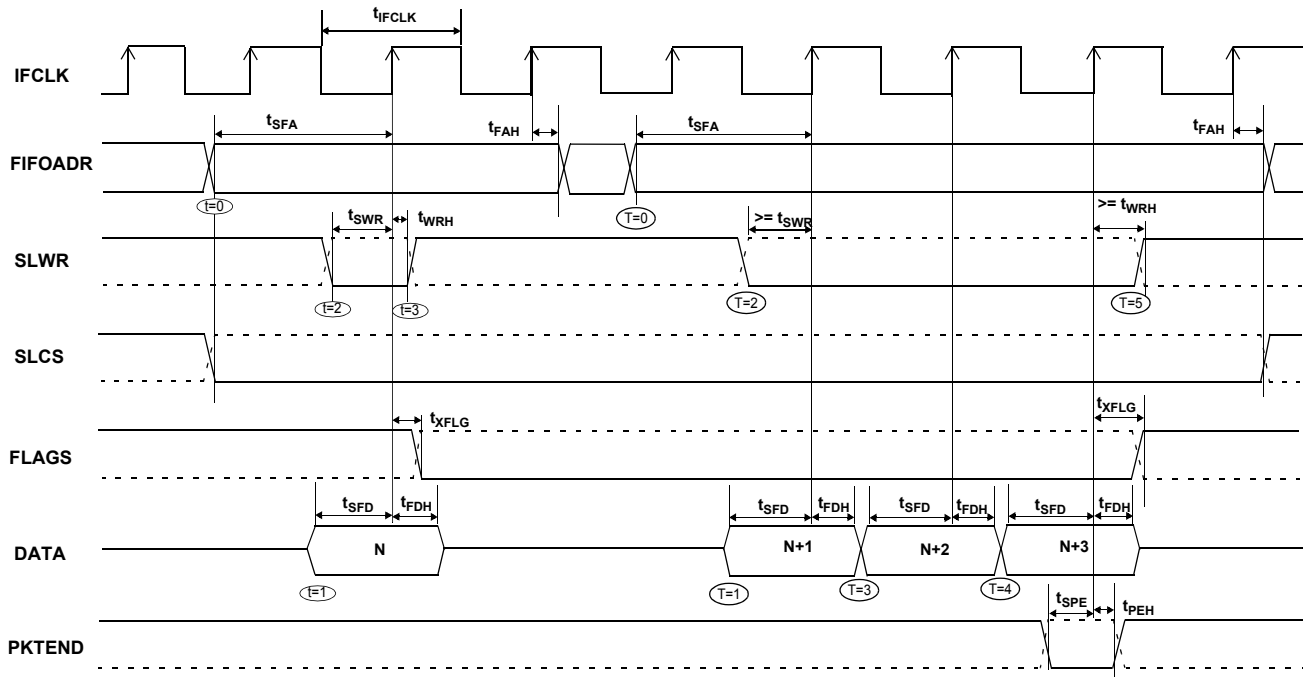 tIFCLK
IFCLK
tSFA
tFAH
tSFA
tFAH
FIFOADR
t=0
tSWR
tWRH
T=0
>= tSWR
>= tWRH
SLWR
t=2
t=3
T=2
T=5
SLCS
tXFLG
tXFLG
FLAGS
tSFD
tFDH
tSFD
tFDH
tSFD
tFDH
tSFD
tFDH
DATA
N
N+1
N+2
N+3
t=1
T=1
T=3
T=4
tSPE
tPEH
PKTEND